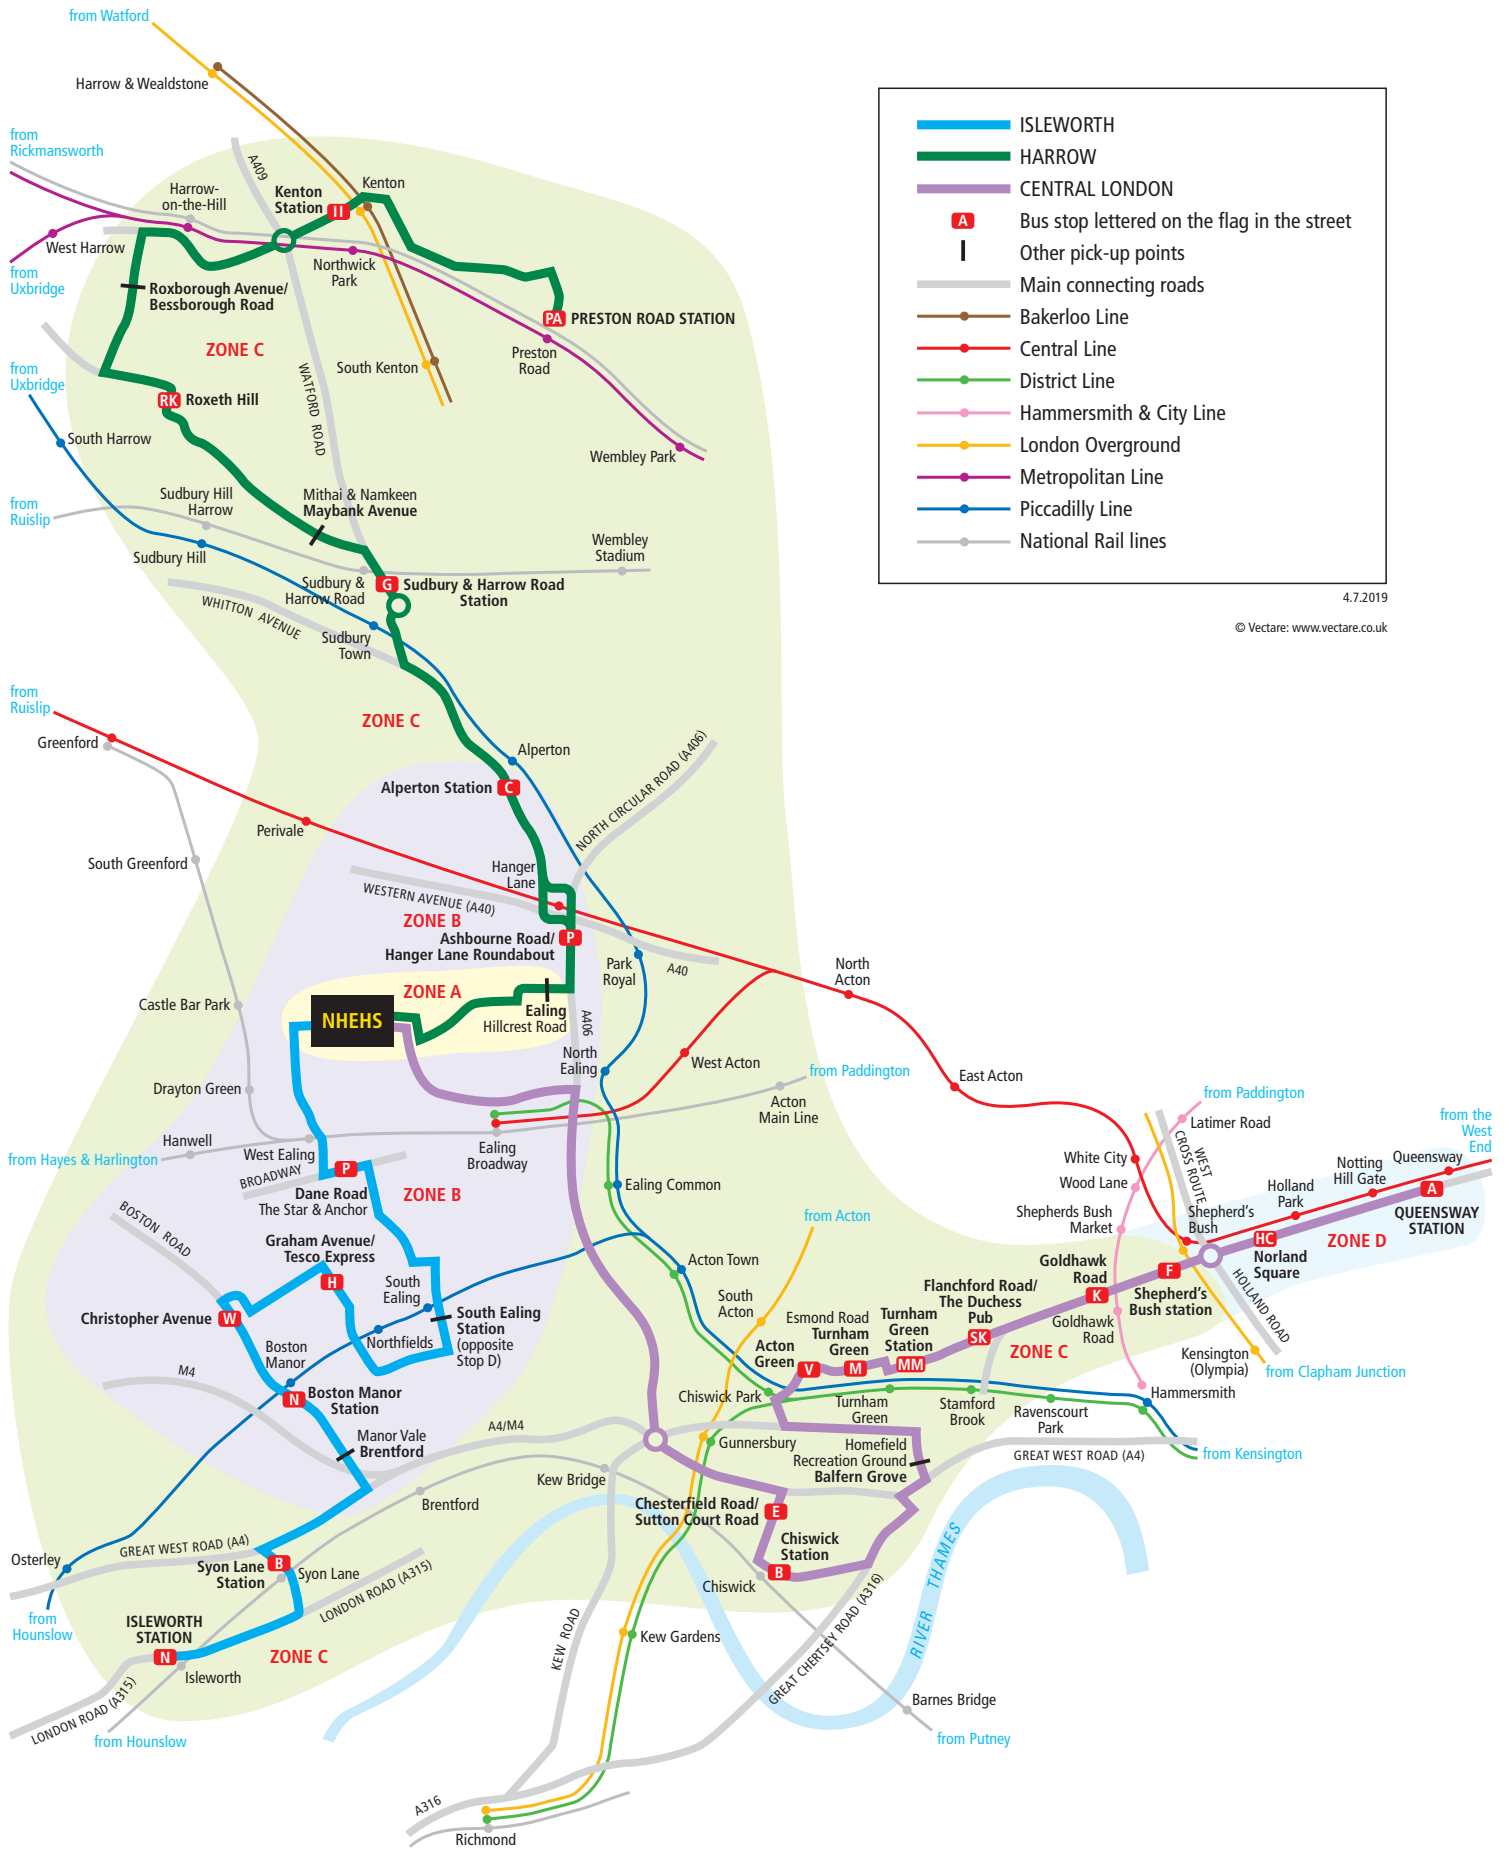 from Watford
Harrow & Wealdstone
from
Rickmansworth
A409
Harrow-
on-the-Hill
Kenton
Station
II
Kenton
West Harrow
from
Uxbridge
Northwick
Park
Roxborough Avenue/
Bessborough Road
PA
PRESTON ROAD STATION
ZONE C
Preston
Road
South Kenton
from
Uxbridge
WATFORD ROAD
RK
Roxeth Hill
South Harrow
Wembley Park
Sudbury Hill
Harrow
Mithai & Namkeen
Maybank Avenue
from
Ruislip
Sudbury Hill
Wembley
Stadium
Sudbury &
Harrow Road
G
Sudbury & Harrow Road
Station
WHITTON AVENUE
Sudbury
Town
ISLEWORTH
HARROW
CENTRAL LONDON
A
Bus stop lettered on the flag in the street
Other pick-up points
Main connecting roads
Bakerloo Line
Central Line
District Line
Hammersmith & City Line
London Overground
Metropolitan Line
Piccadilly Line
National Rail lines
4.7.2019
© Vectare: www.vectare.co.uk
from
Ruislip
ZONE C
Greenford
Alperton
Alperton Station
C
NORTH CIRCULAR ROAD (A406)
Perivale
South Greenford
Hanger
Lane
WESTERN AVENUE (A40)
ZONE B
Ashbourne Road/
Hanger Lane Roundabout
P
Park
Royal
A40
North
Acton
ZONE A
Castle Bar Park
NHEHS
Ealing
Hillcrest Road
A406
North
Ealing
West Acton
from Paddington
East Acton
Drayton Green
Acton
Main Line
from Paddington
Latimer Road
from the
West
End
Hanwell
from Hayes & Harlington
West Ealing
Ealing
Broadway
BROADWAY
P
Dane Road
The Star & Anchor
ZONE B
Ealing Common
WEST
CROSS ROUTE
White City
Wood Lane
Notting
Hill Gate
Queensway
Holland
Park
A
QUEENSWAY
STATION
BOSTON ROAD
from Acton
Shepherds Bush
Market
Shepherd's
Bush
HC
Norland
Square
ZONE D
Graham Avenue/
Tesco Express
H
South
Ealing
Acton Town
Goldhawk
Road
K
F
Shepherd's
Bush station
HOLLAND ROAD
Christopher Avenue
W
South Ealing
Station
(opposite
Stop D)
Northfields
South
Acton
Flanchford Road/
The Duchess
Pub
SK
Goldhawk
Road
Esmond Road
Turnham
Green
M
Turnham
Green
Station
MM
Acton
Green
V
ZONE C
Kensington
(Olympia)
from Clapham Junction
Boston
Manor
M4
N
Boston Manor
Station
Chiswick Park
Turnham
Green
Stamford
Brook
Ravenscourt
Park
Hammersmith
Manor Vale
Brentford
A4/M4
Gunnersbury
Homefield
Recreation Ground
Balfern Grove
GREAT WEST ROAD (A4)
from Kensington
Kew Bridge
Brentford
Chesterfield Road/
Sutton Court Road
E
Chiswick
Station
B
Chiswick
Osterley
GREAT WEST ROAD (A4)
Syon Lane
Station
B
Syon Lane
LONDON ROAD (A315)
RIVER THAMES
from
Hounslow
ISLEWORTH
STATION
N
Isleworth
ZONE C
KEW ROAD
Kew Gardens
GREAT CHERTSEY ROAD (A316)
LONDON ROAD (A315)
from Hounslow
Barnes Bridge
from Putney
A316
Richmond